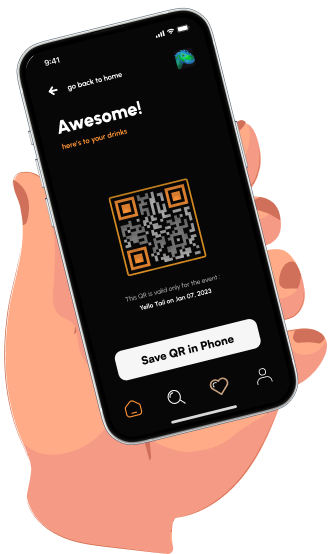 9:41
go back to home
Awesome!
here's to your drinks
This QR is valid only for the event :
Yello Tail on Jan 07, 2023
Save QR in Phone